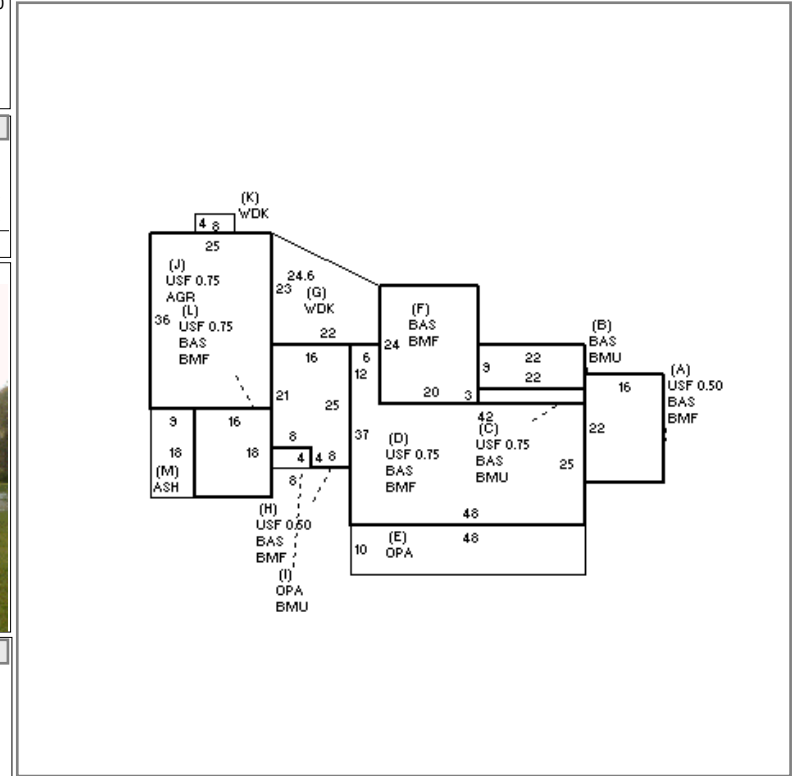 (K)
WDK
4 8
25
(J)
USF 0.75
AGR
(L)
USF 0.75
BAS
BMF
36
24.6
23
(G)
WDK
22
(F)
BAS
BMF
24
(B)
BAS
BMU
22
22
9
(A)
USF 0.50
BAS
BMF
16
16
6
12
20
3
21
25
9
16
42
(C)
USF 0.75
BAS
BMU
22
18
18
8
37
(D)
USF 0.75
BAS
BMF
25
4
4 8
(M)
ASH
8
48
(H)
USF 0.50
BAS
BMF
10
(E)
OPA
48
(I)
OPA
BMU